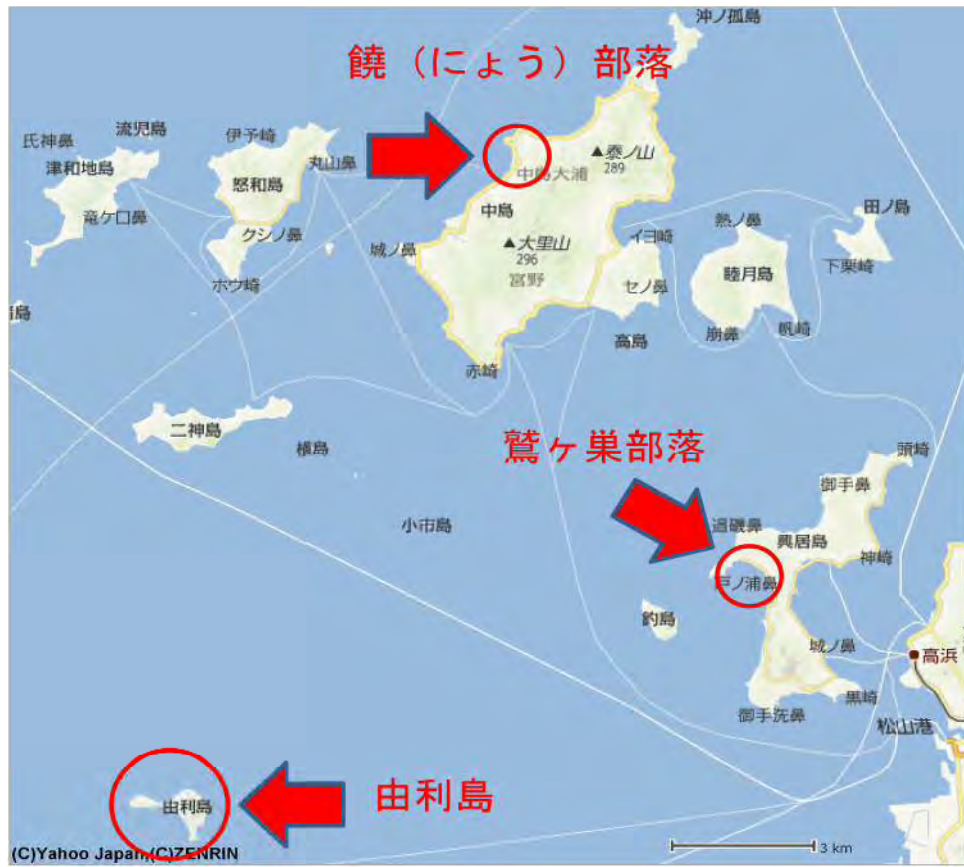 沖ノ孤島
饒（にょう）部落
氏神鼻
流児島
伊予崎
津和地島
丸山鼻
怒和島
▲泰ノ山
289
中島大浦
竜ケ口鼻
クシノ鼻
中島
城ノ鼻
▲大里山
296
宮野
イヨ崎
熱ノ鼻
田ノ島
ホウ崎
セノ鼻
睦月島
下栗崎
島
高島
崩鼻
帆崎
赤崎
二神島
横島
鷲ヶ巣部落
頭埼
御手鼻
小市島
過磯鼻
興居島
神崎
戸ノ浦鼻
釣島
城ノ鼻
高浜
黒崎
御手洗鼻
松山港
由利島
由利島
3 km
(C)Yahoo Japan,(C)ZENRIN